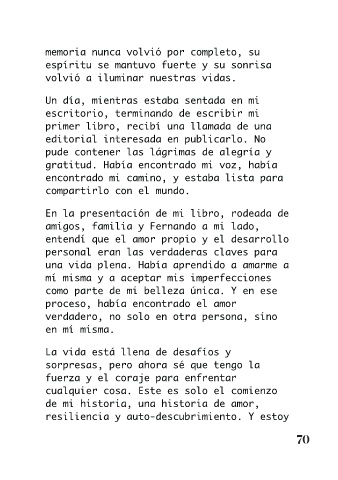 memoria nunca volvió por completo, su
espíritu se mantuvo fuerte y su sonrisa
volvió a iluminar nuestras vidas.
Un día, mientras estaba sentada en mi
escritorio, terminando de escribir mi
primer libro, recibí una llamada de una
editorial interesada en publicarlo. No
pude contener las lágrimas de alegría y
gratitud. Había encontrado mi voz, había
encontrado mi camino, y estaba lista para
compartirlo con el mundo.
En la presentación de mi libro, rodeada de
amigos, familia y Fernando a mi lado,
entendí que el amor propio y el desarrollo
personal eran las verdaderas claves para
una vida plena. Había aprendido a amarme a
mí misma y a aceptar mis imperfecciones
como parte de mi belleza única. Y en ese
proceso, había encontrado el amor
verdadero, no solo en otra persona, sino
en mí misma.
La vida está llena de desafíos y
sorpresas, pero ahora sé que tengo la
fuerza y el coraje para enfrentar
cualquier cosa. Este es solo el comienzo
de mi historia, una historia de amor,
resiliencia y auto-descubrimiento. Y estoy
70